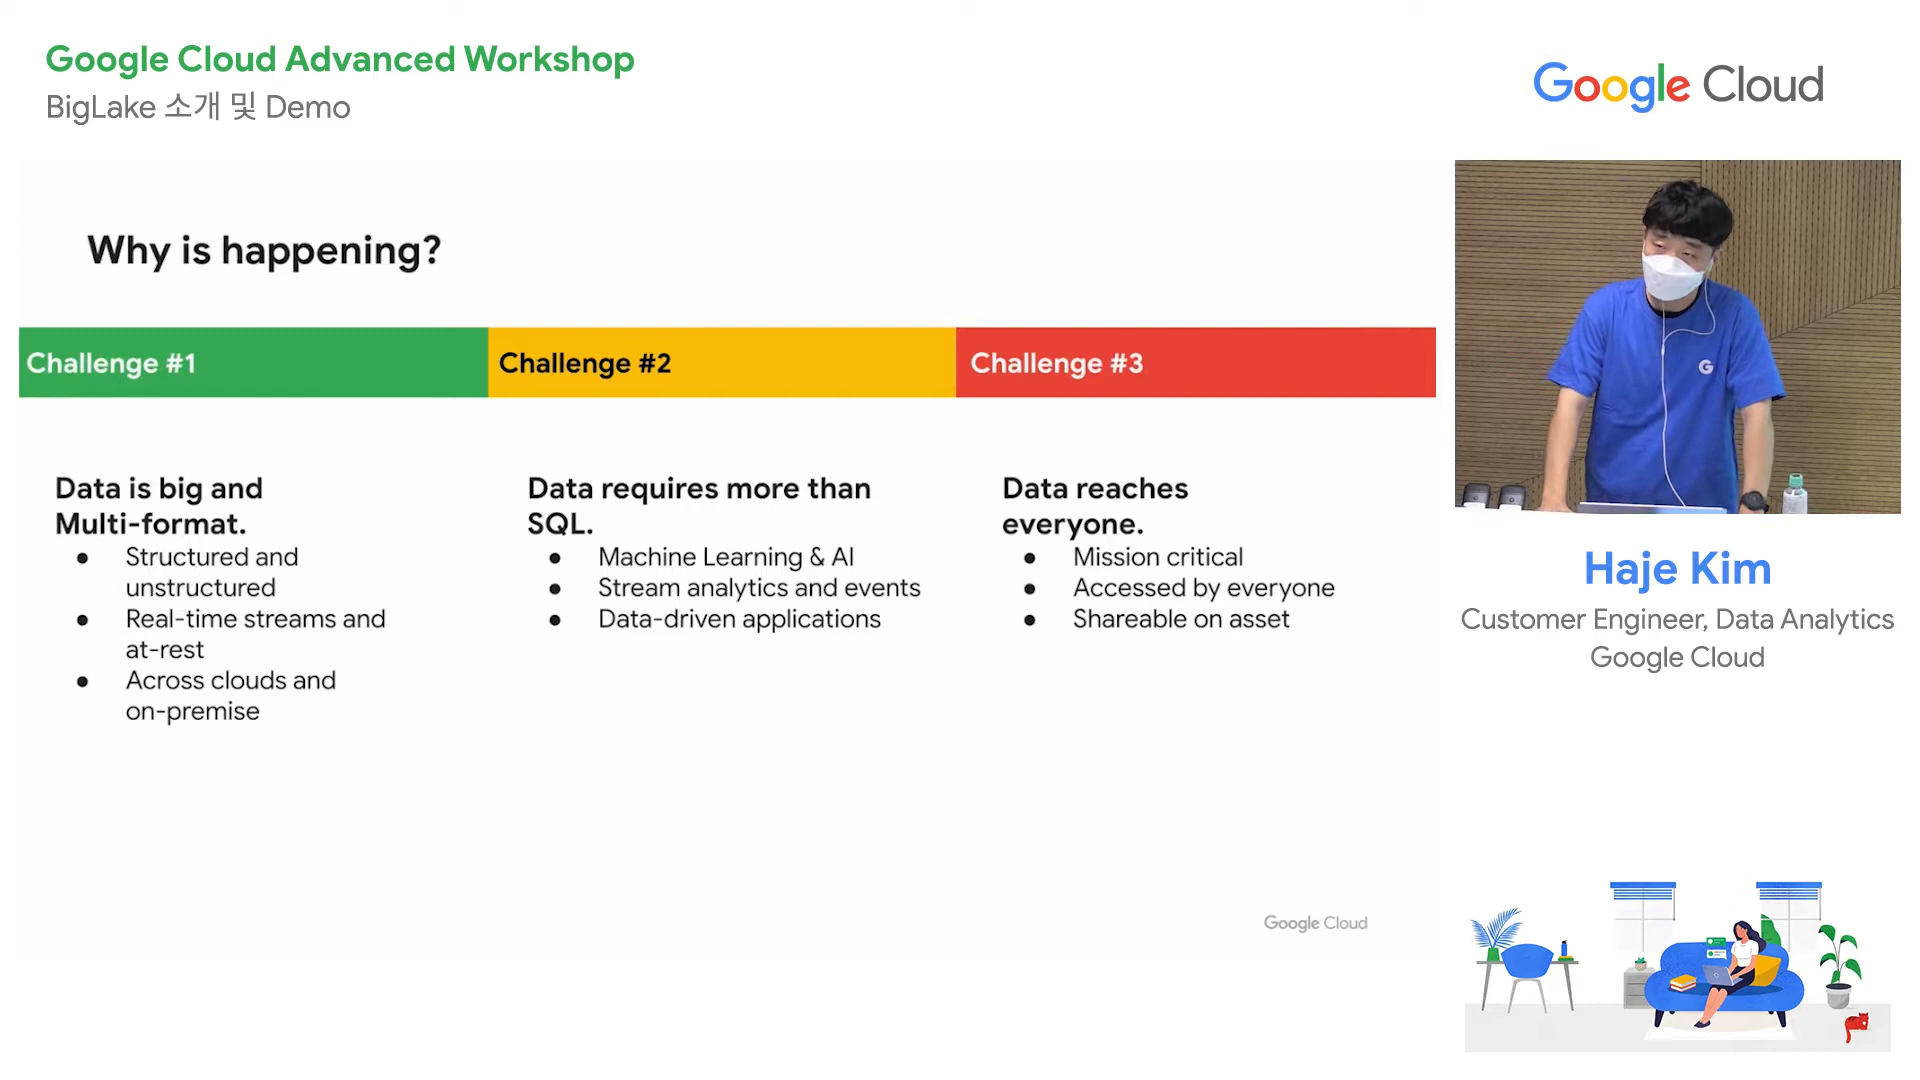 Google Cloud Advanced Workshop
BigLake 소개 및 Demo
Google Cloud
Why is happening?
Challenge #1
Challenge #2
Challenge #3
Data is big and
Multi-format.
● Structured and
unstructured
● Real-time streams and
at-rest
● Across clouds and
on-premise
Data requires more than
SQL.
● Machine Learning & AI
● Stream analytics and events
● Data-driven applications
Data reaches
everyone.
● Mission critical
● Accessed by everyone
● Shareable on asset
Google Cloud
G
Haje Kim
Customer Engineer, Data Analytics
Google Cloud